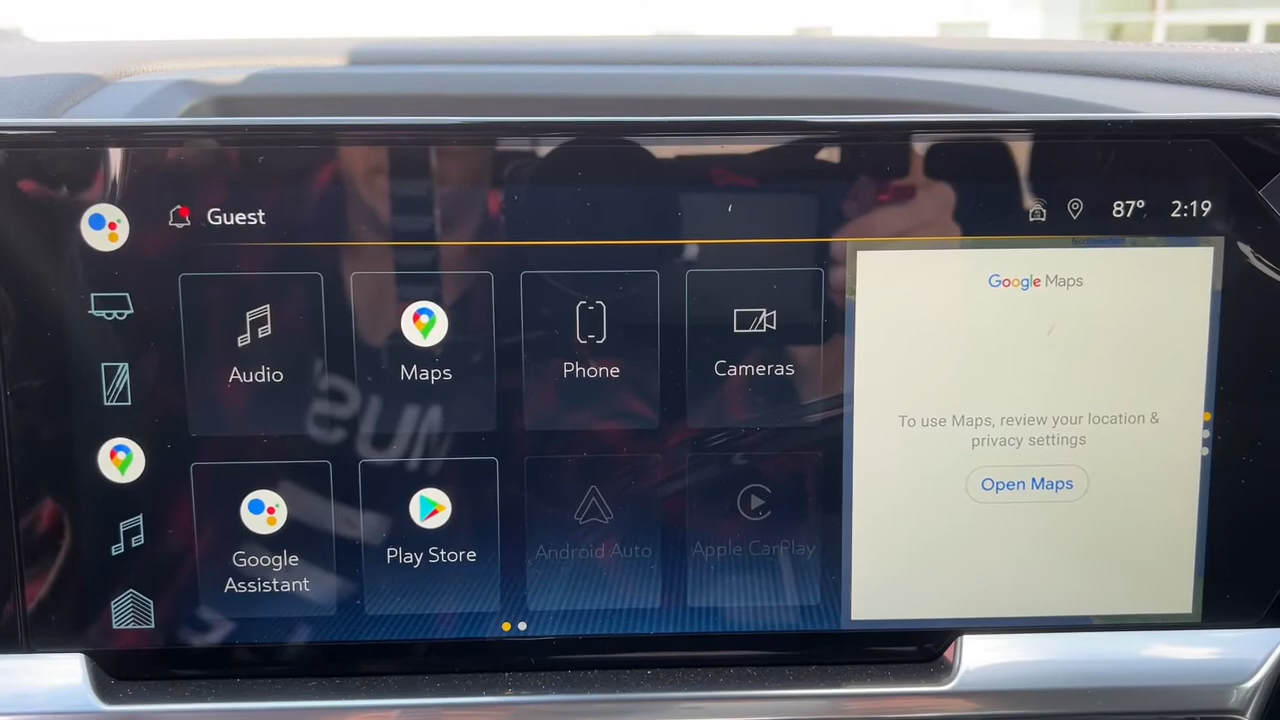 Guest
87°
2:19
Audio
Maps
Phone
Cameras
Google Maps
To use Maps, review your location &
privacy settings
Open Maps
Google
Assistant
Play Store
Android Auto
Apple CarPlay